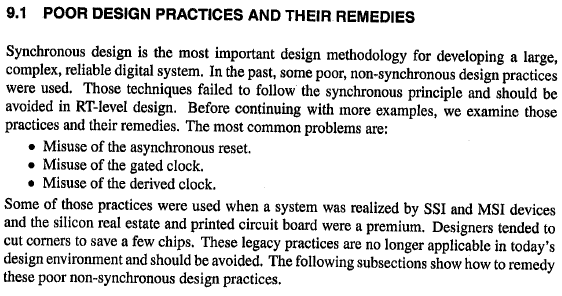 9.1 POOR DESIGN PRACTICES AND THEIR REMEDIES
Synchronous design is the most important design methodology for developing a large,
complex, reliable digital system. In the past, some poor, non-synchronous design practices
were used. Those techniques failed to follow the synchronous principle and should be
avoided in RT-level design. Before continuing with more examples, we examine those
practices and their remedies. The most common problems are:
• Misuse of the asynchronous reset.
• Misuse of the gated clock.
• Misuse of the derived clock.
Some of those practices were used when a system was realized by SSI and MSI devices
and the silicon real estate and printed circuit board were a premium. Designers tended to
cut corners to save a few chips. These legacy practices are no longer applicable in today's
design environment and should be avoided. The following subsections show how to remedy
these poor non-synchronous design practices.